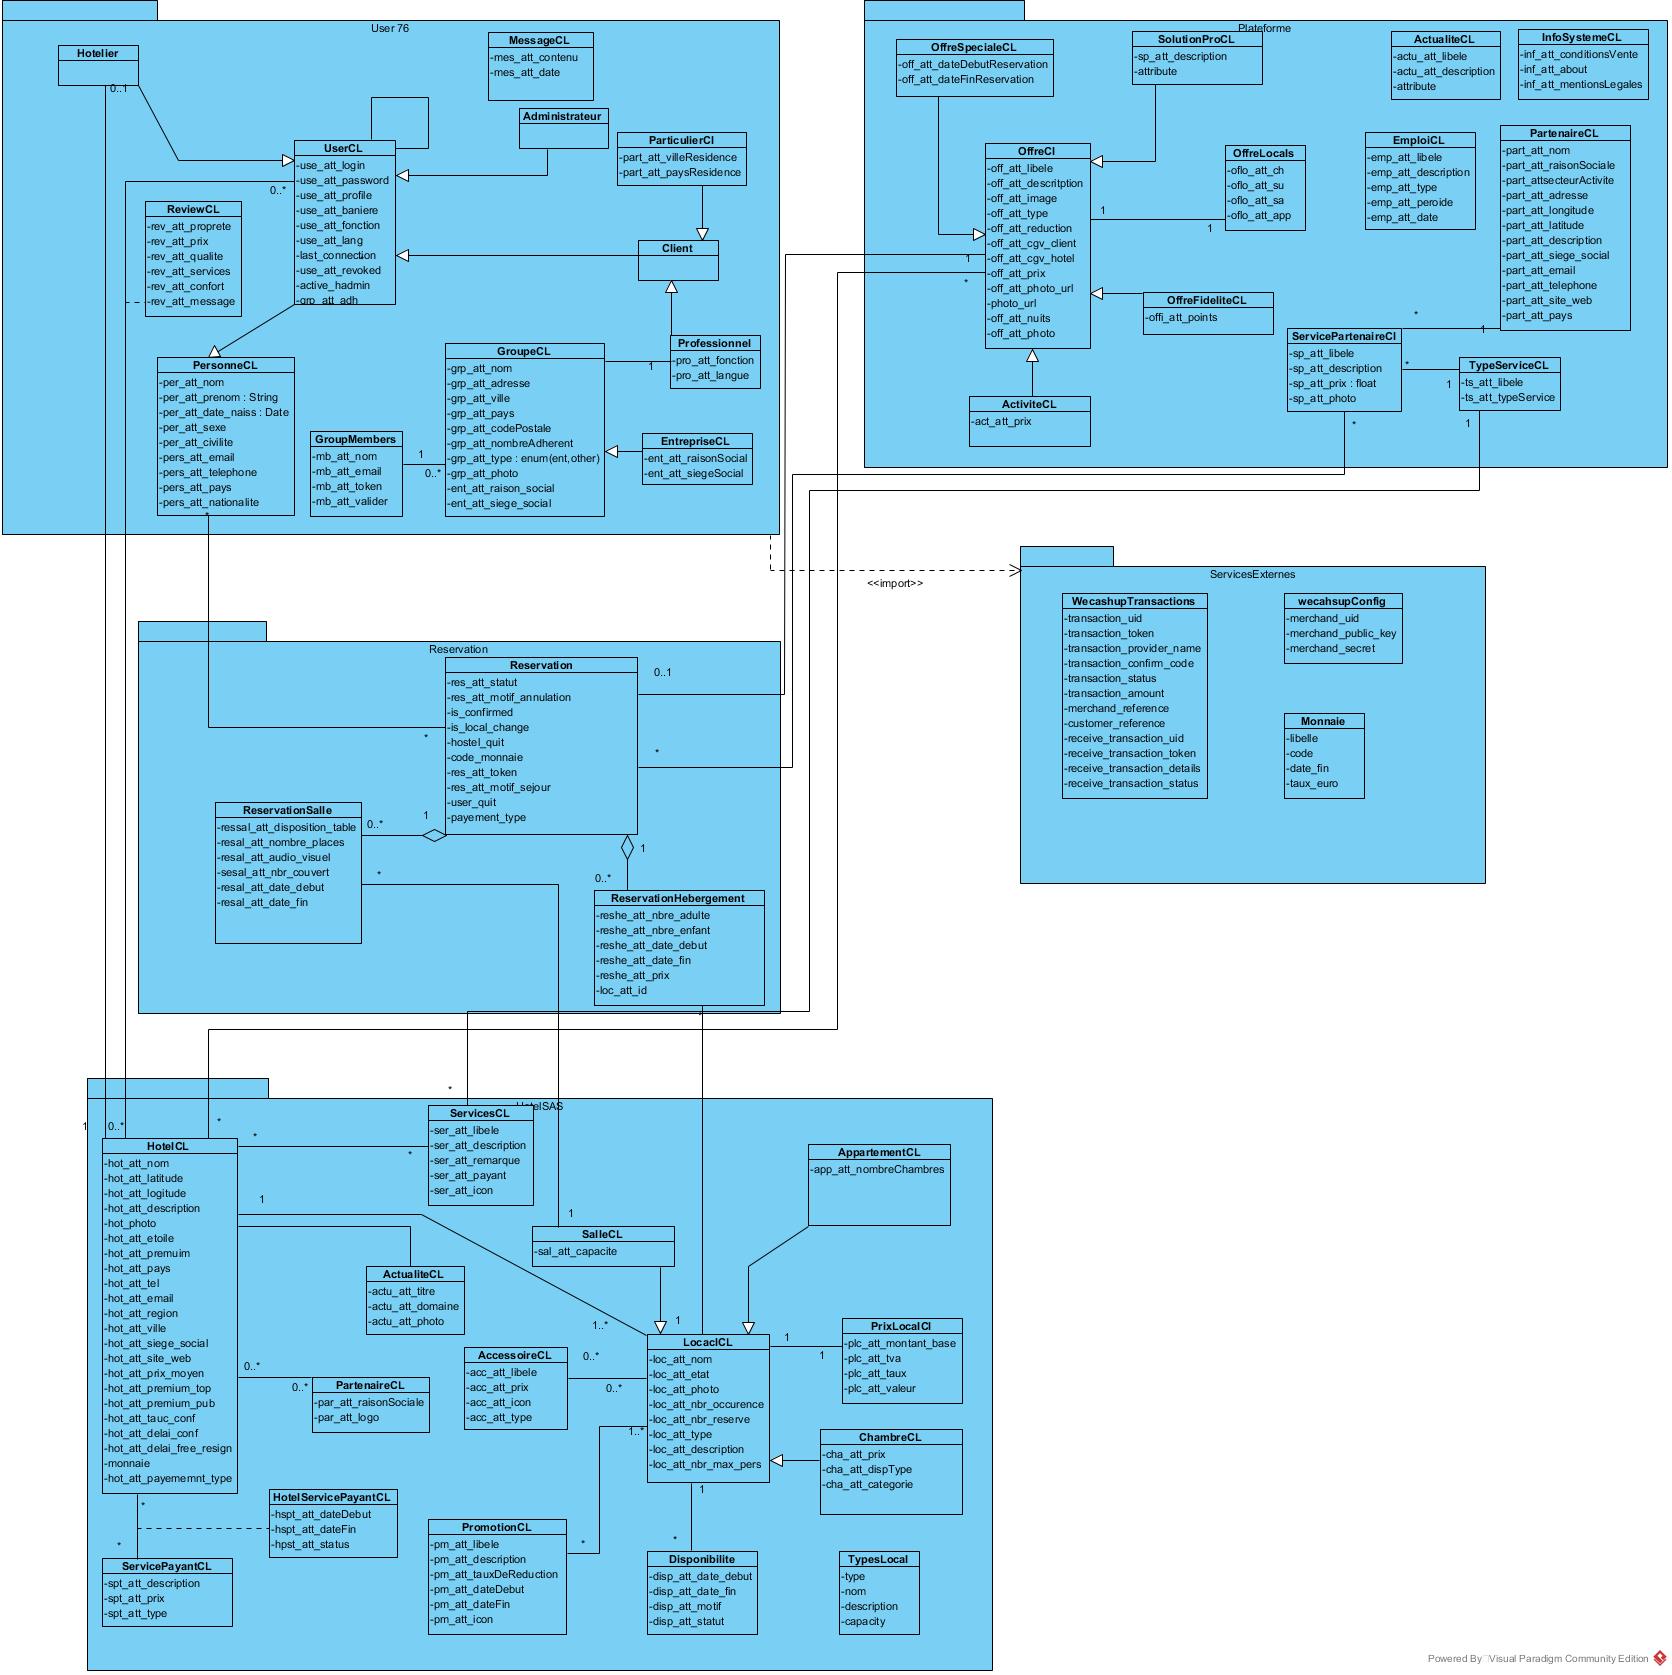 User 76
Hotelier
0..1
MessageCL
-mes_att_contenu
-mes_att_date
Administrateur
ParticulierCl
-part_att_villeResidence
-part_att_paysResidence
UserCL
-use_att_login
-use_att_password
-use_att_profile
-use_att_baniere
-use_att_fonction
-use_att_lang
-last_connection
-use_att_revoked
-active_hadmin
-grp_att_adh
0..*
ReviewCL
-rev_att_proprete
-rev_att_prix
-rev_att_qualite
-rev_att_services
-rev_att_confort
-rev_att_message
Client
PersonneCL
-per_att_nom
-per_att_prenom : String
-per_att_date_naiss : Date
-per_att_sexe
-per_att_civilite
-pers_att_email
-pers_att_telephone
-pers_att_pays
-pers_att_nationalite
*
GroupMembers
-mb_att_nom
-mb_att_email
-mb_att_token
-mb_att_valider
1
0..*
GroupeCL
-grp_att_nom
-grp_att_adresse
-grp_att_ville
-grp_att_pays
-grp_att_codePostale
-grp_att_nombreAdherent
-grp_att_type : enum(ent,other)
-grp_att_photo
-ent_att_raison_social
-ent_att_siege_social
Professionnel
-pro_att_fonction
-pro_att_langue
1
EntrepriseCL
-ent_att_raisonSocial
-ent_att_siegeSocial
Plateforme
OffreSpecialeCL
-off_att_dateDebutReservation
-off_att_dateFinReservation
SolutionProCL
-sp_att_description
-attribute
ActualiteCL
-actu_att_libele
-actu_att_description
-attribute
InfoSystemeCL
-inf_att_conditionsVente
-inf_att_about
-inf_att_mentionsLegales
OffreCl
-off_att_libele
-off_att_descritption
-off_att_image
-off_att_type
-off_att_reduction
-off_att_cgv_client
-off_att_cgv_hotel
-off_att_prix
-off_att_photo_url
-photo_url
-off_att_nuits
-off_att_photo
1
*
1
1
OffreLocals
-oflo_att_ch
-oflo_att_su
-oflo_att_sa
-oflo_att_app
EmploiCL
-emp_att_libele
-emp_att_description
-emp_att_type
-emp_att_peroide
-emp_att_date
PartenaireCL
-part_att_nom
-part_att_raisonSociale
-part_attsecteurActivite
-part_att_adresse
-part_att_longitude
-part_att_latitude
-part_att_description
-part_att_siege_social
-part_att_email
-part_att_telephone
-part_att_site_web
-part_att_pays
OffreFideliteCL
-offi_att_points
ServicePartenaireCl
-sp_att_libele
-sp_att_description
-sp_att_prix : float
-sp_att_photo
*
1
*
1
*
1
TypeServiceCL
-ts_att_libele
-ts_att_typeService
ActiviteCL
-act_att_prix
<<import>>
ServicesExternes
WecashupTransactions
-transaction_uid
-transaction_token
-transaction_provider_name
-transaction_confirm_code
-transaction_status
-transaction_amount
-merchand_reference
-customer_reference
-receive_transaction_uid
-receive_transaction_token
-receive_transaction_details
-receive_transaction_status
wecahsupConfig
-merchand_uid
-merchand_public_key
-merchand_secret
Monnaie
-libelle
-code
-date_fin
-taux_euro
Reservation
Reservation
-res_att_statut
-res_att_motif_annulation
-is_confirmed
-is_local_change
-hostel_quit
-code_monnaie
-res_att_token
-res_att_motif_sejour
-user_quit
-payement_type
0..1
*
*
1
0..*
1
0..*
ReservationSalle
-ressal_att_disposition_table
-resal_att_nombre_places
-resal_att_audio_visuel
-sesal_att_nbr_couvert
-resal_att_date_debut
-resal_att_date_fin
*
ReservationHebergement
-reshe_att_nbre_adulte
-reshe_att_nbre_enfant
-reshe_att_date_debut
-reshe_att_date_fin
-reshe_att_prix
-loc_att_id
*
HotelSAS
*
1
0..*
*
HotelCL
-hot_att_nom
-hot_att_latitude
-hot_att_logitude
-hot_att_description
-hot_photo
-hot_att_etoile
-hot_att_premuim
-hot_att_pays
-hot_att_tel
-hot_att_email
-hot_att_region
-hot_att_ville
-hot_att_siege_social
-hot_att_site_web
-hot_att_prix_moyen
-hot_att_premium_top
-hot_att_premium_pub
-hot_att_tauc_conf
-hot_att_delai_conf
-hot_att_delai_free_resign
-monnaie
-hot_att_payememnt_type
*
*
1
ServicesCL
-ser_att_libele
-ser_att_description
-ser_att_remarque
-ser_att_payant
-ser_att_icon
AppartementCL
-app_att_nombreChambres
1
SalleCL
-sal_att_capacite
ActualiteCL
-actu_att_titre
-actu_att_domaine
-actu_att_photo
1..*
1
LocaclCL
-loc_att_nom
-loc_att_etat
-loc_att_photo
-loc_att_nbr_occurence
-loc_att_nbr_reserve
-loc_att_type
-loc_att_description
-loc_att_nbr_max_pers
1
1
PrixLocalCl
-plc_att_montant_base
-plc_att_tva
-plc_att_taux
-plc_att_valeur
AccessoireCL
-acc_att_libele
-acc_att_prix
-acc_att_icon
-acc_att_type
0..*
0..*
0..*
0..*
PartenaireCL
-par_att_raisonSociale
-par_att_logo
1..*
ChambreCL
-cha_att_prix
-cha_att_dispType
-cha_att_categorie
*
*
HotelServicePayantCL
-hspt_att_dateDebut
-hspt_att_dateFin
-hpst_att_status
ServicePayantCL
-spt_att_description
-spt_att_prix
-spt_att_type
PromotionCL
-pm_att_libele
-pm_att_description
-pm_att_tauxDeReduction
-pm_att_dateDebut
-pm_att_dateFin
-pm_att_icon
*
1
*
Disponibilite
-disp_att_date_debut
-disp_att_date_fin
-disp_att_motif
-disp_att_statut
TypesLocal
-type
-nom
-description
-capacity
Powered By Visual Paradigm Community Edition